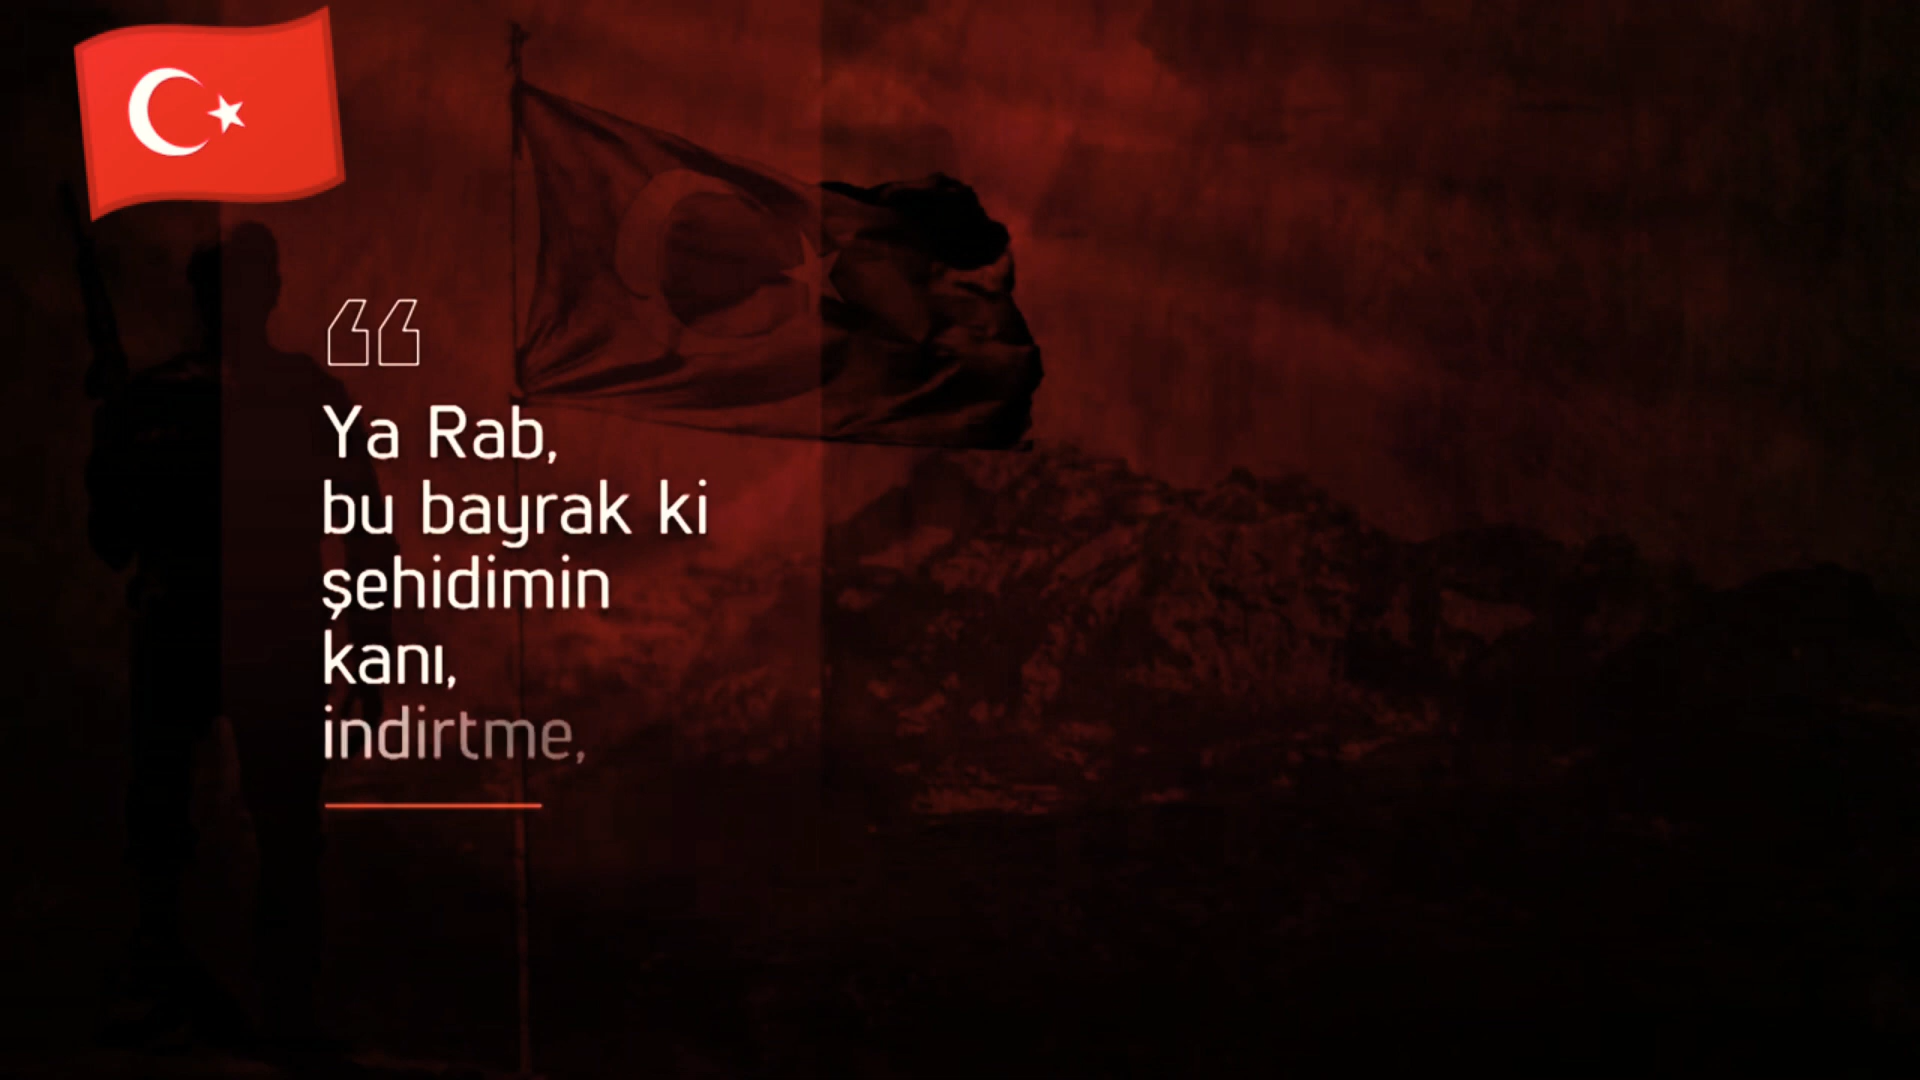 Ya Rab,
bu bayrak ki
şehidimin
kanı,
indirtme,